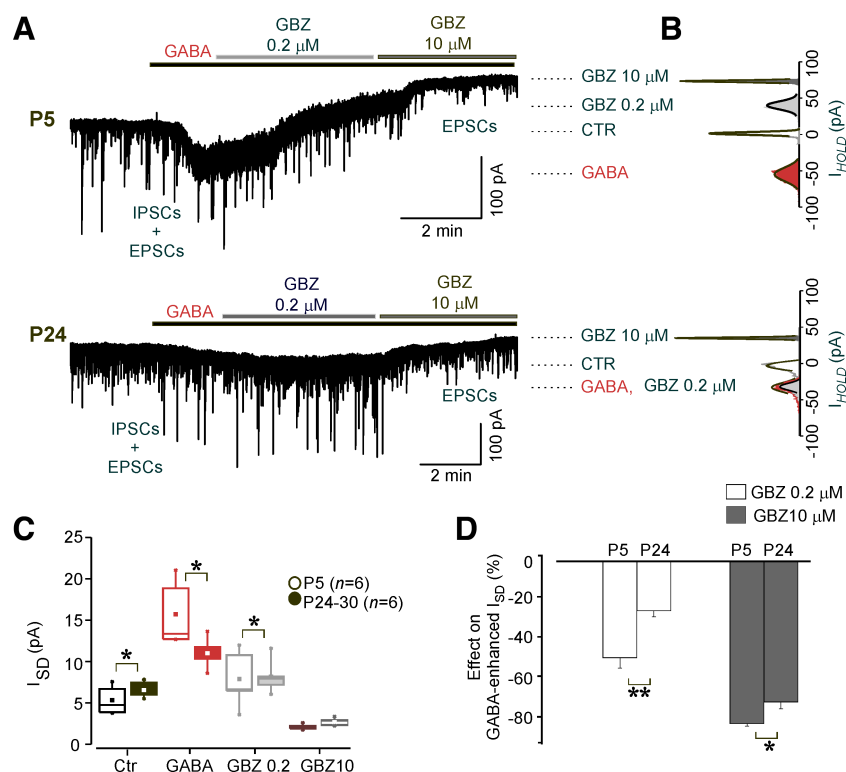 A
GBZ
GABA
0.2 µM
GBZ
10 µM
P5
IPSCs
+
EPSCs
EPSCs
100 pA
2 min
B
GBZ 10 µM
GBZ 0.2 µM
CTR
GABA
100
50
0
-50
-100
I HOLD (pA)
GBZ
GABA
0.2 µM
GBZ
10 µM
P24
IPSCs
+
EPSCs
EPSCs
100 pA
2 min
GBZ 10 µM
CTR
GABA, GBZ 0.2 µM
100
50
0
-50
-100
I HOLD (pA)
C
25
20
15
10
5
0
I SD (pA)
*
*
*
P5 (n=6)
P24-30 (n=6)
Ctr GABA GBZ 0.2 GBZ10
D
GBZ 0.2 µM
GBZ10 µM
P5 P24 P5 P24
0
-20
-40
-60
-80
Effect on
GABA-enhanced I SD (%)
**
*